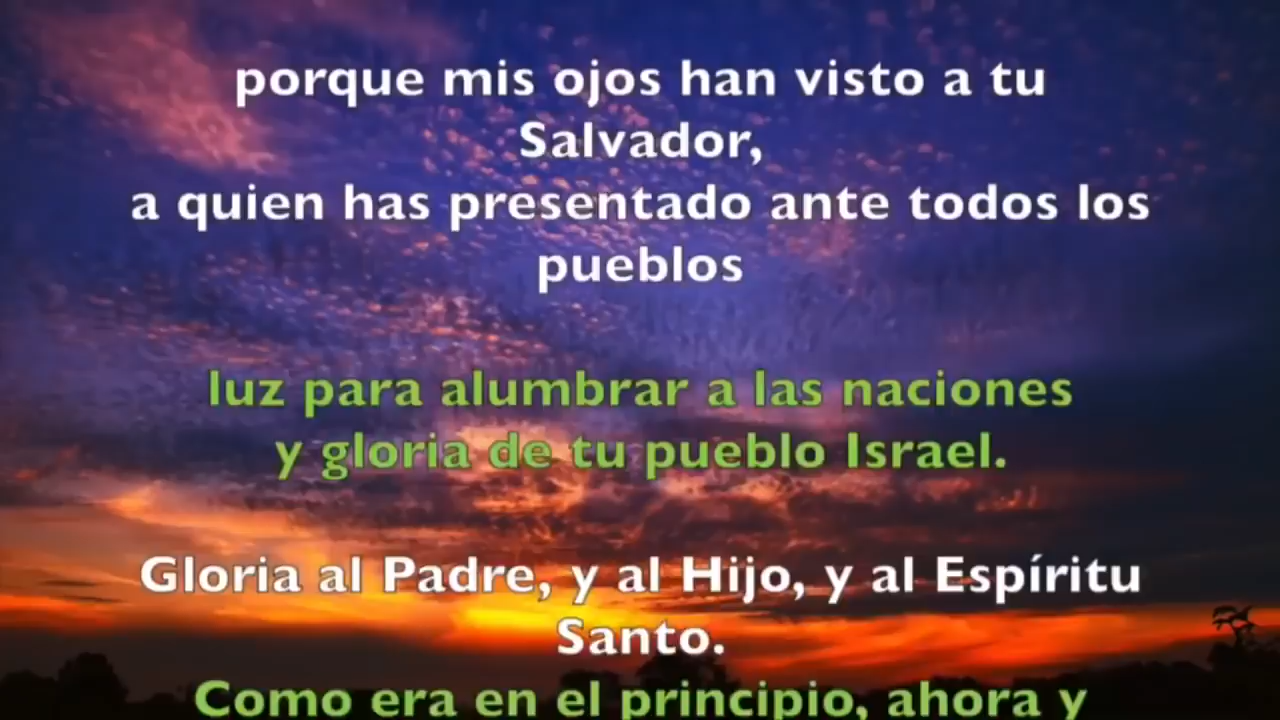 porque mis ojos han visto a tu
Salvador,
a quien has presentado ante todos los
pueblos
luz para alumbrar a las naciones
y gloria de tu pueblo Israel.
Gloria al Padre, y al Hijo, y al Espíritu
Santo.
Como era en el principio, ahora y